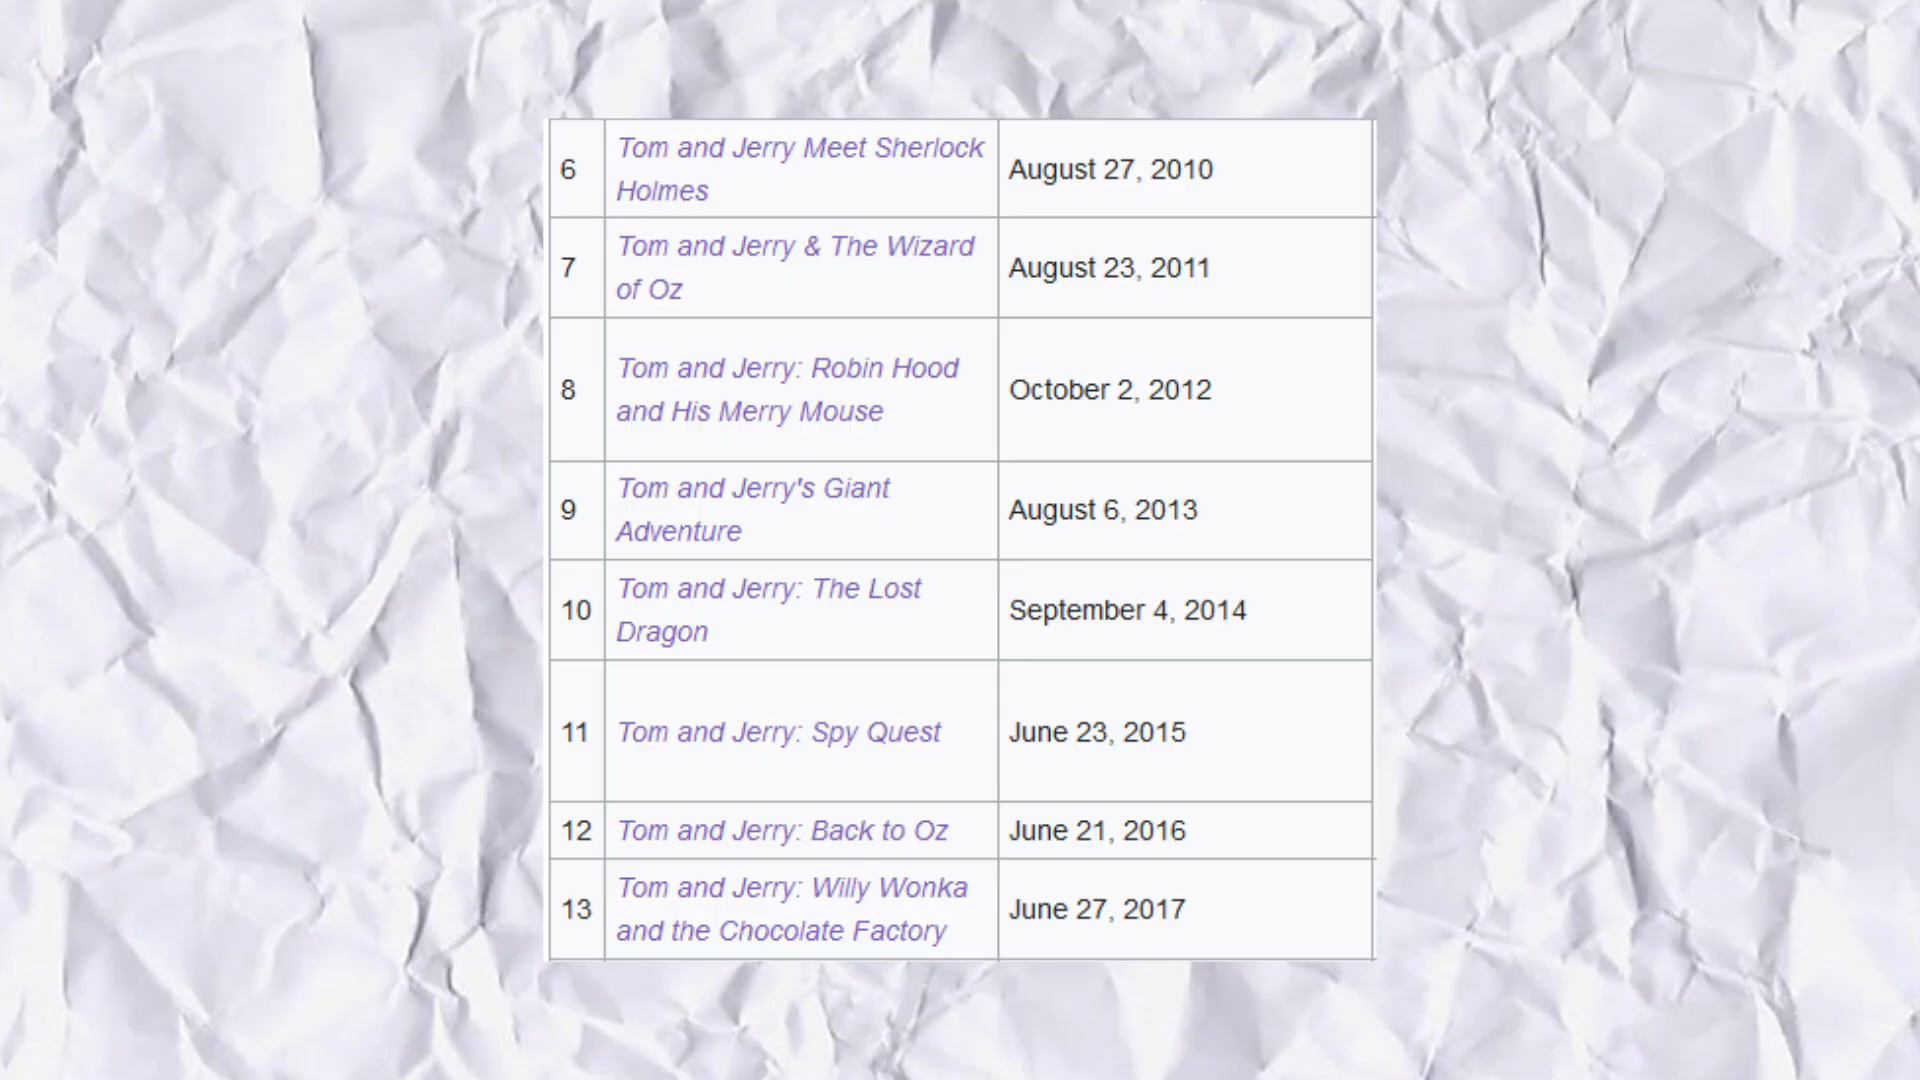 6
Tom and Jerry Meet Sherlock
Holmes
August 27, 2010
7
Tom and Jerry & The Wizard
of Oz
August 23, 2011
8
Tom and Jerry: Robin Hood
and His Merry Mouse
October 2, 2012
9
Tom and Jerry's Giant
Adventure
August 6, 2013
10
Tom and Jerry: The Lost
Dragon
September 4, 2014
11
Tom and Jerry: Spy Quest
June 23, 2015
12
Tom and Jerry: Back to Oz
June 21, 2016
13
Tom and Jerry: Willy Wonka
and the Chocolate Factory
June 27, 2017